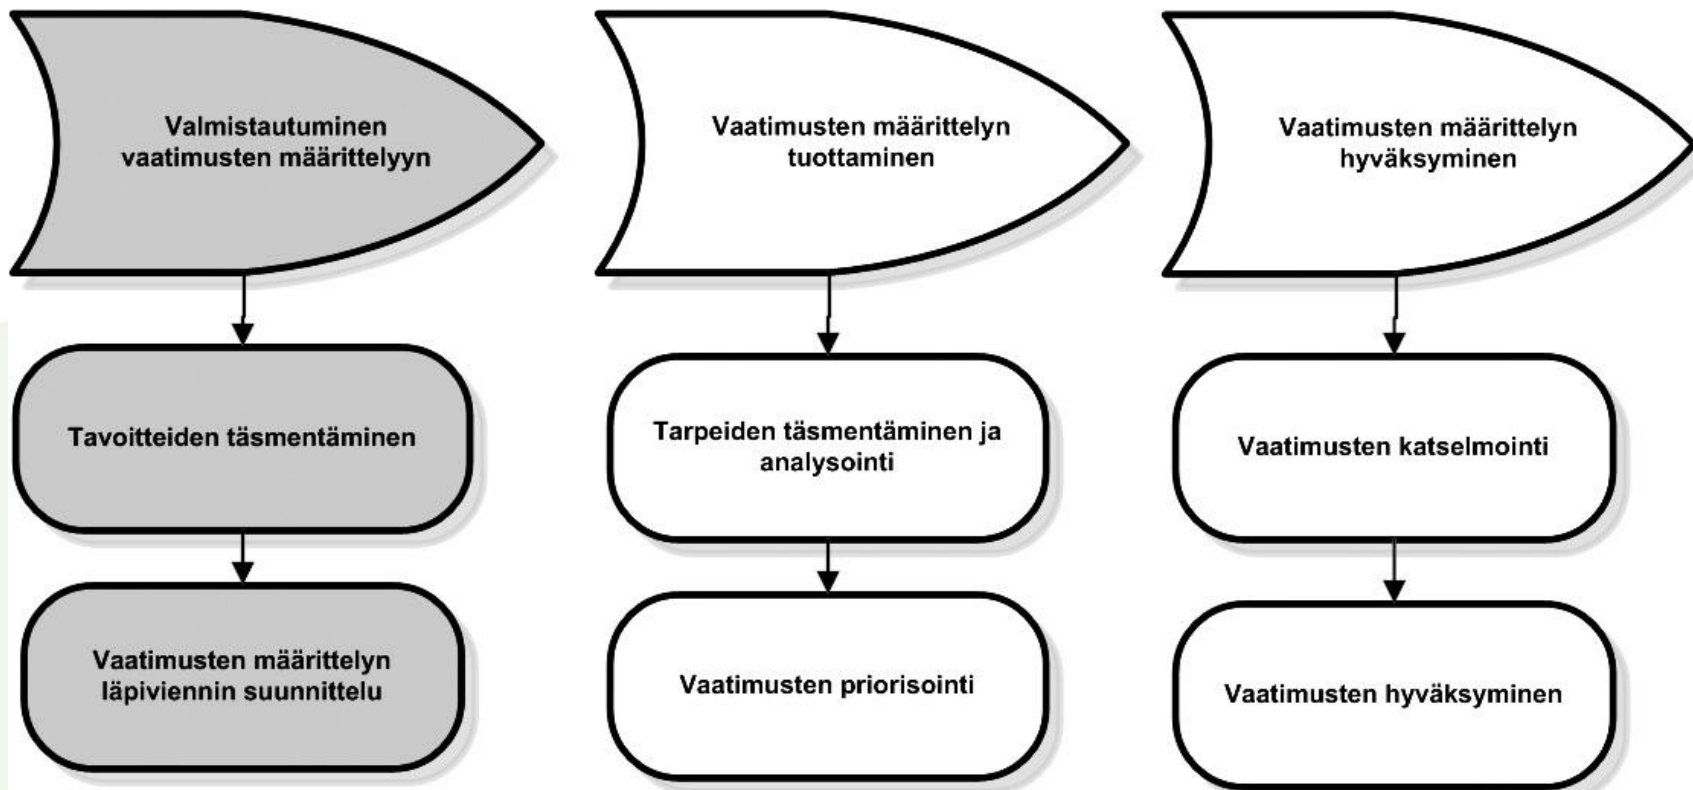 Valmistautuminen
vaatimusten määrittelyyn
Vaatimusten määrittelyn
tuottaminen
Vaatimusten määrittelyn
hyväksyminen
Tavoitteiden täsmentäminen
Tarpeiden täsmentäminen ja
analysointi
Vaatimusten katselmointi
Vaatimusten määrittelyn
läpiviennin suunnittelu
Vaatimusten priorisointi
Vaatimusten hyväksyminen